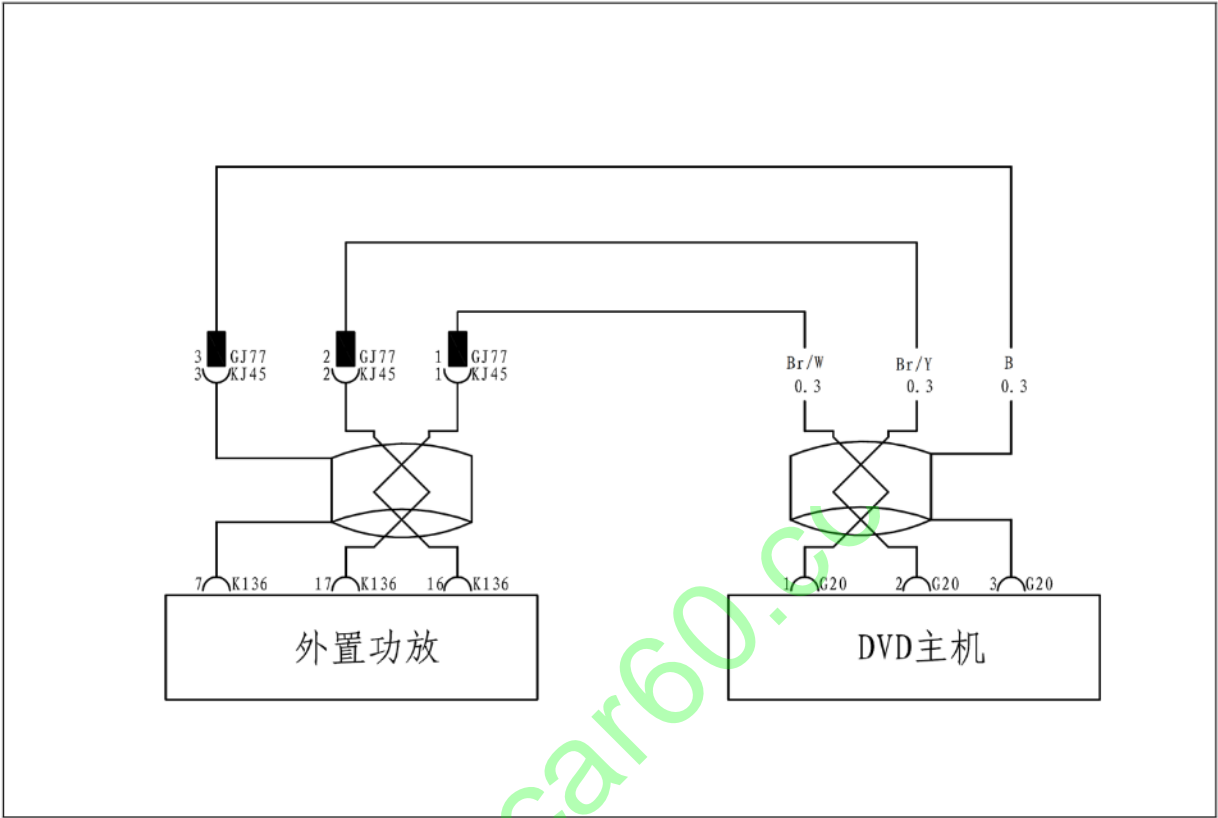 3 GJ77 2 GJ77 1 GJ77
3 KJ45 2 KJ45 1 KJ45
Br/W Br/Y B
0.3 0.3 0.3
7 K136 17 K136 16 K136 1 G20 2 G20 3 G20
外置功放 DVD主机
car60.co